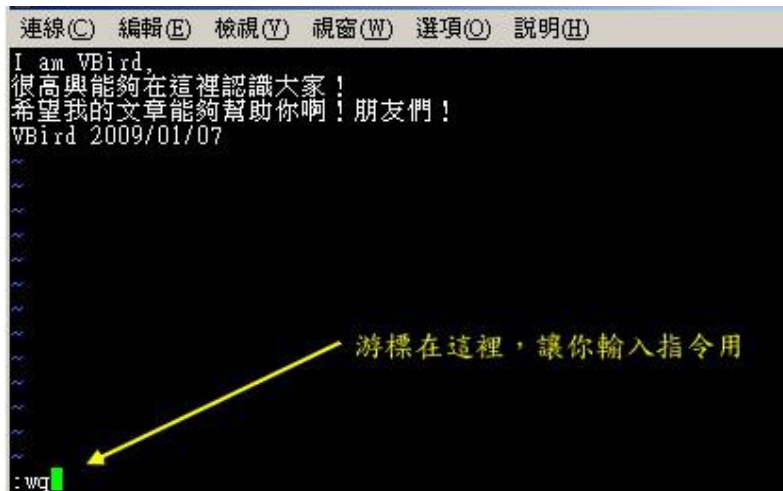 連線(C) 編輯(E) 檢視(V) 視窗(W) 選項(O) 說明(H)
I am VBird,
很高興能夠在這裡認識大家！
希望我的文章能夠幫助你啊！朋友們！
VBird 2009/01/07
~
~
~
~
~
~
~
~
游標在這裡，讓你輸入指令用
~
~
~
~
~
:wq